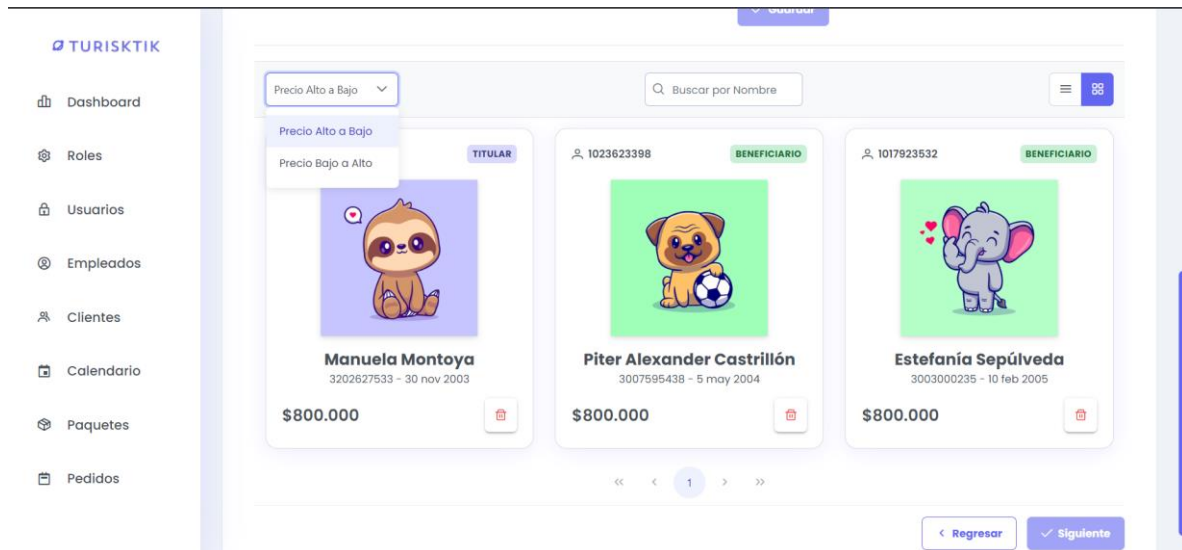 Guardar
TURISKTIK
Dashboard
Roles
Usuarios
Empleados
Clientes
Calendario
Paquetes
Pedidos
Precio Alto a Bajo
Buscar por Nombre
Precio Alto a Bajo
Precio Bajo a Alto
TITULAR
1023623398 BENEFICIARIO
1017923532 BENEFICIARIO
Manuela Montoya
3202627533 - 30 nov 2003
$800.000
Piter Alexander Castrillón
3007595438 - 5 may 2004
$800.000
Estefanía Sepúlveda
3003000235 - 10 feb 2005
$800.000
<< < 1 > >>
< Regresar
Siguiente